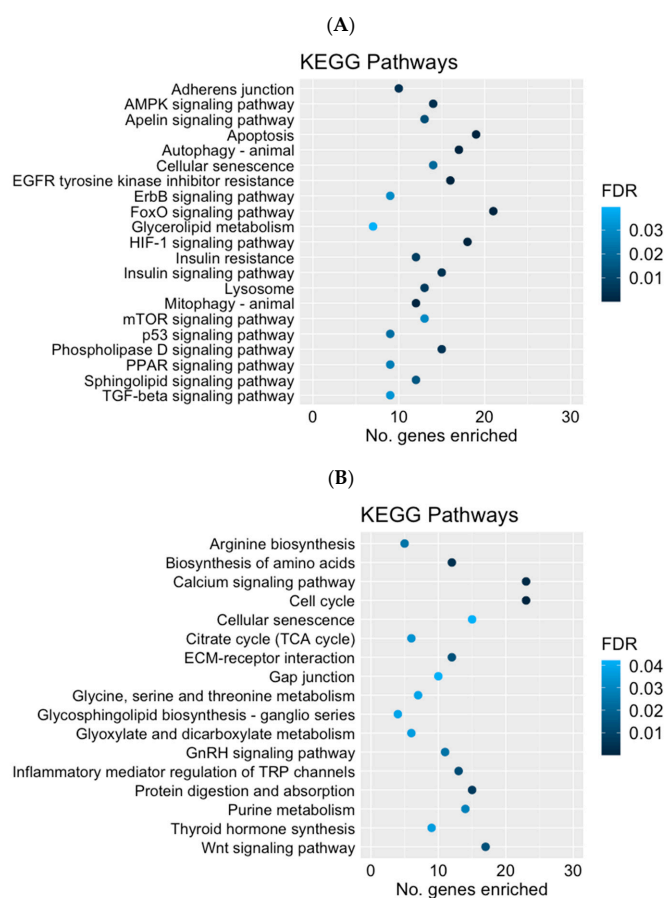 (A)
KEGG Pathways
Adherens junction
AMPK signaling pathway
Apelin signaling pathway
Apoptosis
Autophagy - animal
Cellular senescence
EGFR tyrosine kinase inhibitor resistance
ErbB signaling pathway
FoxO signaling pathway
Glycerolipid metabolism
HIF-1 signaling pathway
Insulin resistance
Insulin signaling pathway
Lysosome
Mitophagy - animal
mTOR signaling pathway
p53 signaling pathway
Phospholipase D signaling pathway
PPAR signaling pathway
Sphingolipid signaling pathway
TGF-beta signaling pathway
0 10 20 30
No. genes enriched
FDR
0.03
0.02
0.01
(B)
KEGG Pathways
Arginine biosynthesis
Biosynthesis of amino acids
Calcium signaling pathway
Cell cycle
Cellular senescence
Citrate cycle (TCA cycle)
ECM-receptor interaction
Gap junction
Glycine, serine and threonine metabolism
Glycosphingolipid biosynthesis - ganglio series
Glyoxylate and dicarboxylate metabolism
GnRH signaling pathway
Inflammatory mediator regulation of TRP channels
Protein digestion and absorption
Purine metabolism
Thyroid hormone synthesis
Wnt signaling pathway
0 10 20 30
No. genes enriched
FDR
0.04
0.03
0.02
0.01